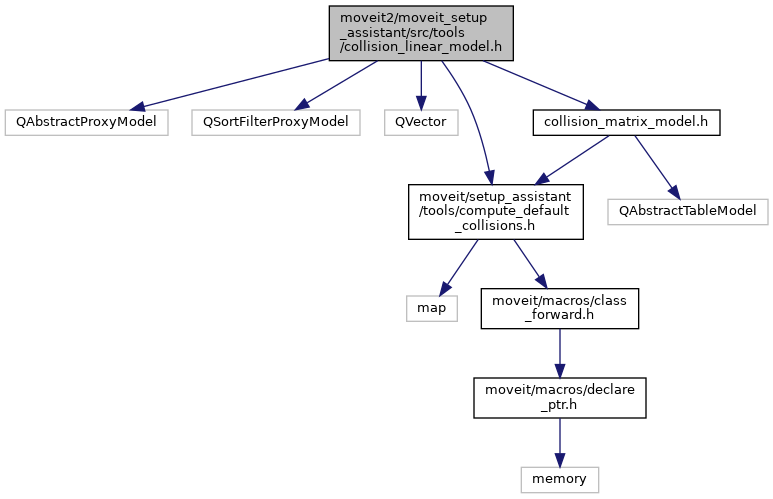 moveit2/moveit_setup
_assistant/src/tools
/collision_linear_model.h
QAbstractProxyModel
QSortFilterProxyModel
QVector
collision_matrix_model.h
moveit/setup_assistant
/tools/compute_default
_collisions.h
QAbstractTableModel
map
moveit/macros/class
_forward.h
moveit/macros/declare
_ptr.h
memory